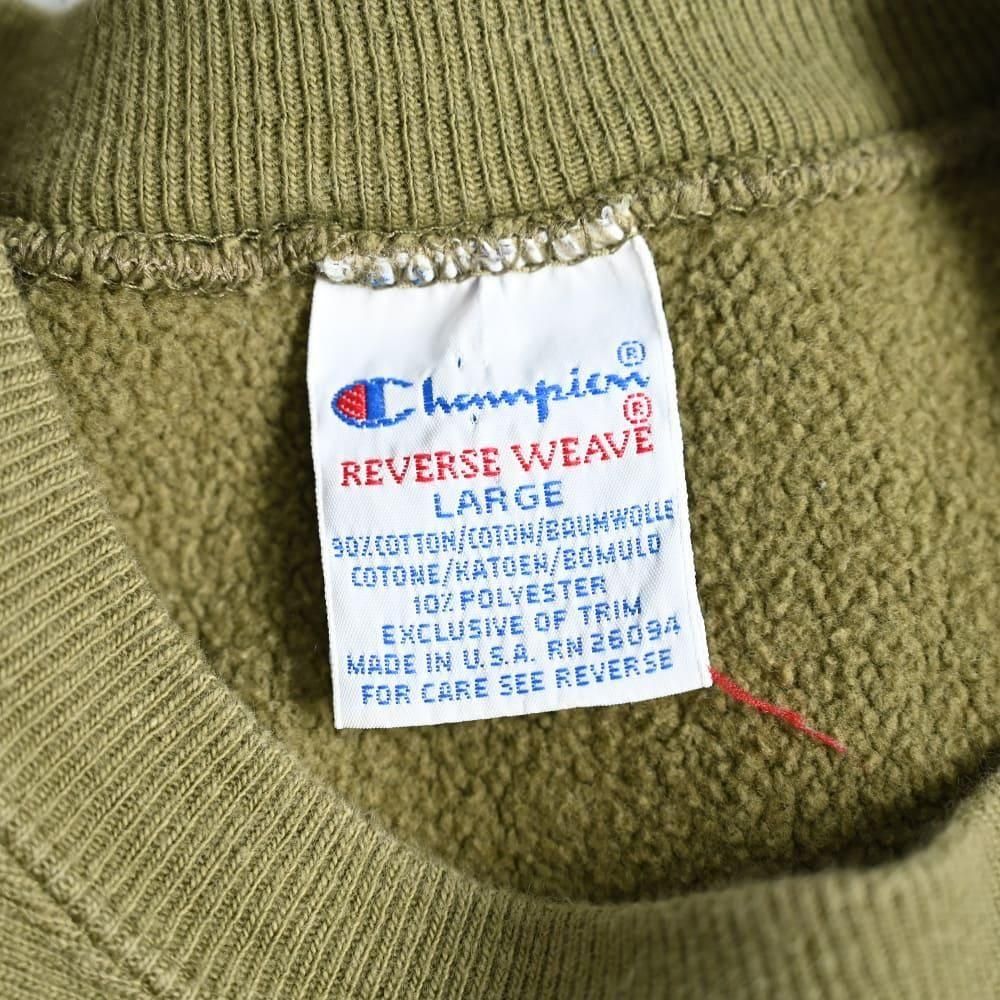 Champion®
REVERSE WEAVE®
LARGE
90% COTTON/COTON/BAUMWOLLE
COTONE/KATOEN/BOMULD
10% POLYESTER
EXCLUSIVE OF TRIM
MADE IN U.S.A. RN 26094
FOR CARE SEE REVERSE